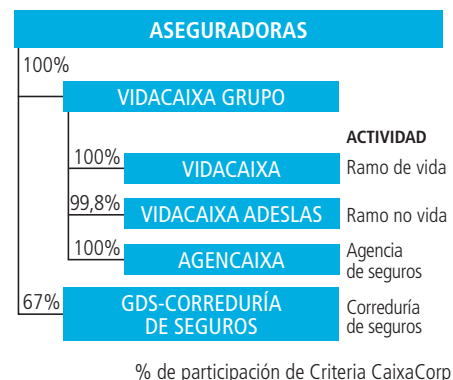 ASEGURADORAS
100%
VIDACAIXA GRUPO
ACTIVIDAD
100%
VIDACAIXA
Ramo de vida
99,8%
VIDACAIXA ADESLAS
Ramo no vida
100%
AGENCAIXA
Agencia
de seguros
67%
GDS-CORREDURÍA
DE SEGUROS
Correduría
de seguros
% de participación de Criteria CaixaCorp